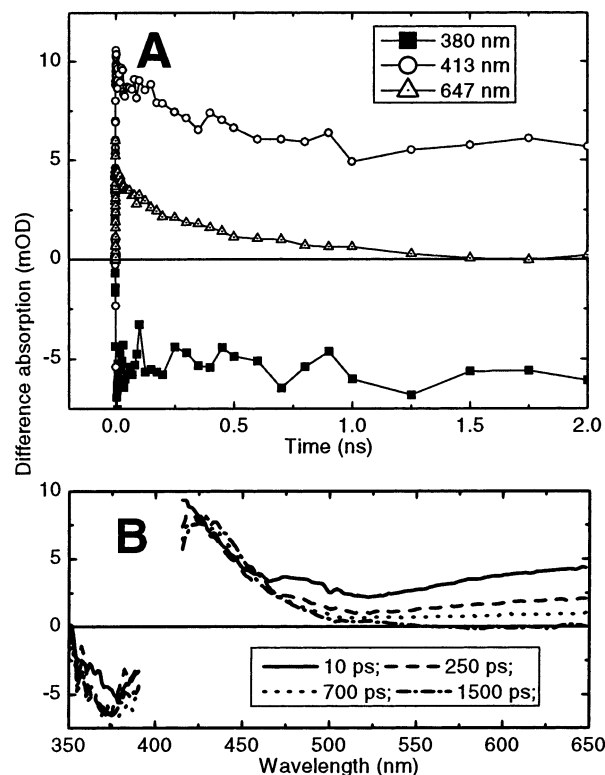 A
380 nm
413 nm
647 nm
10
5
0
-5
Difference absorption (mOD)
0.0 0.5 1.0 1.5 2.0
Time (ns)
B
10
5
0
-5
10 ps; 250 ps;
700 ps; 1500 ps;
350 400 450 500 550 600 650
Wavelength (nm)